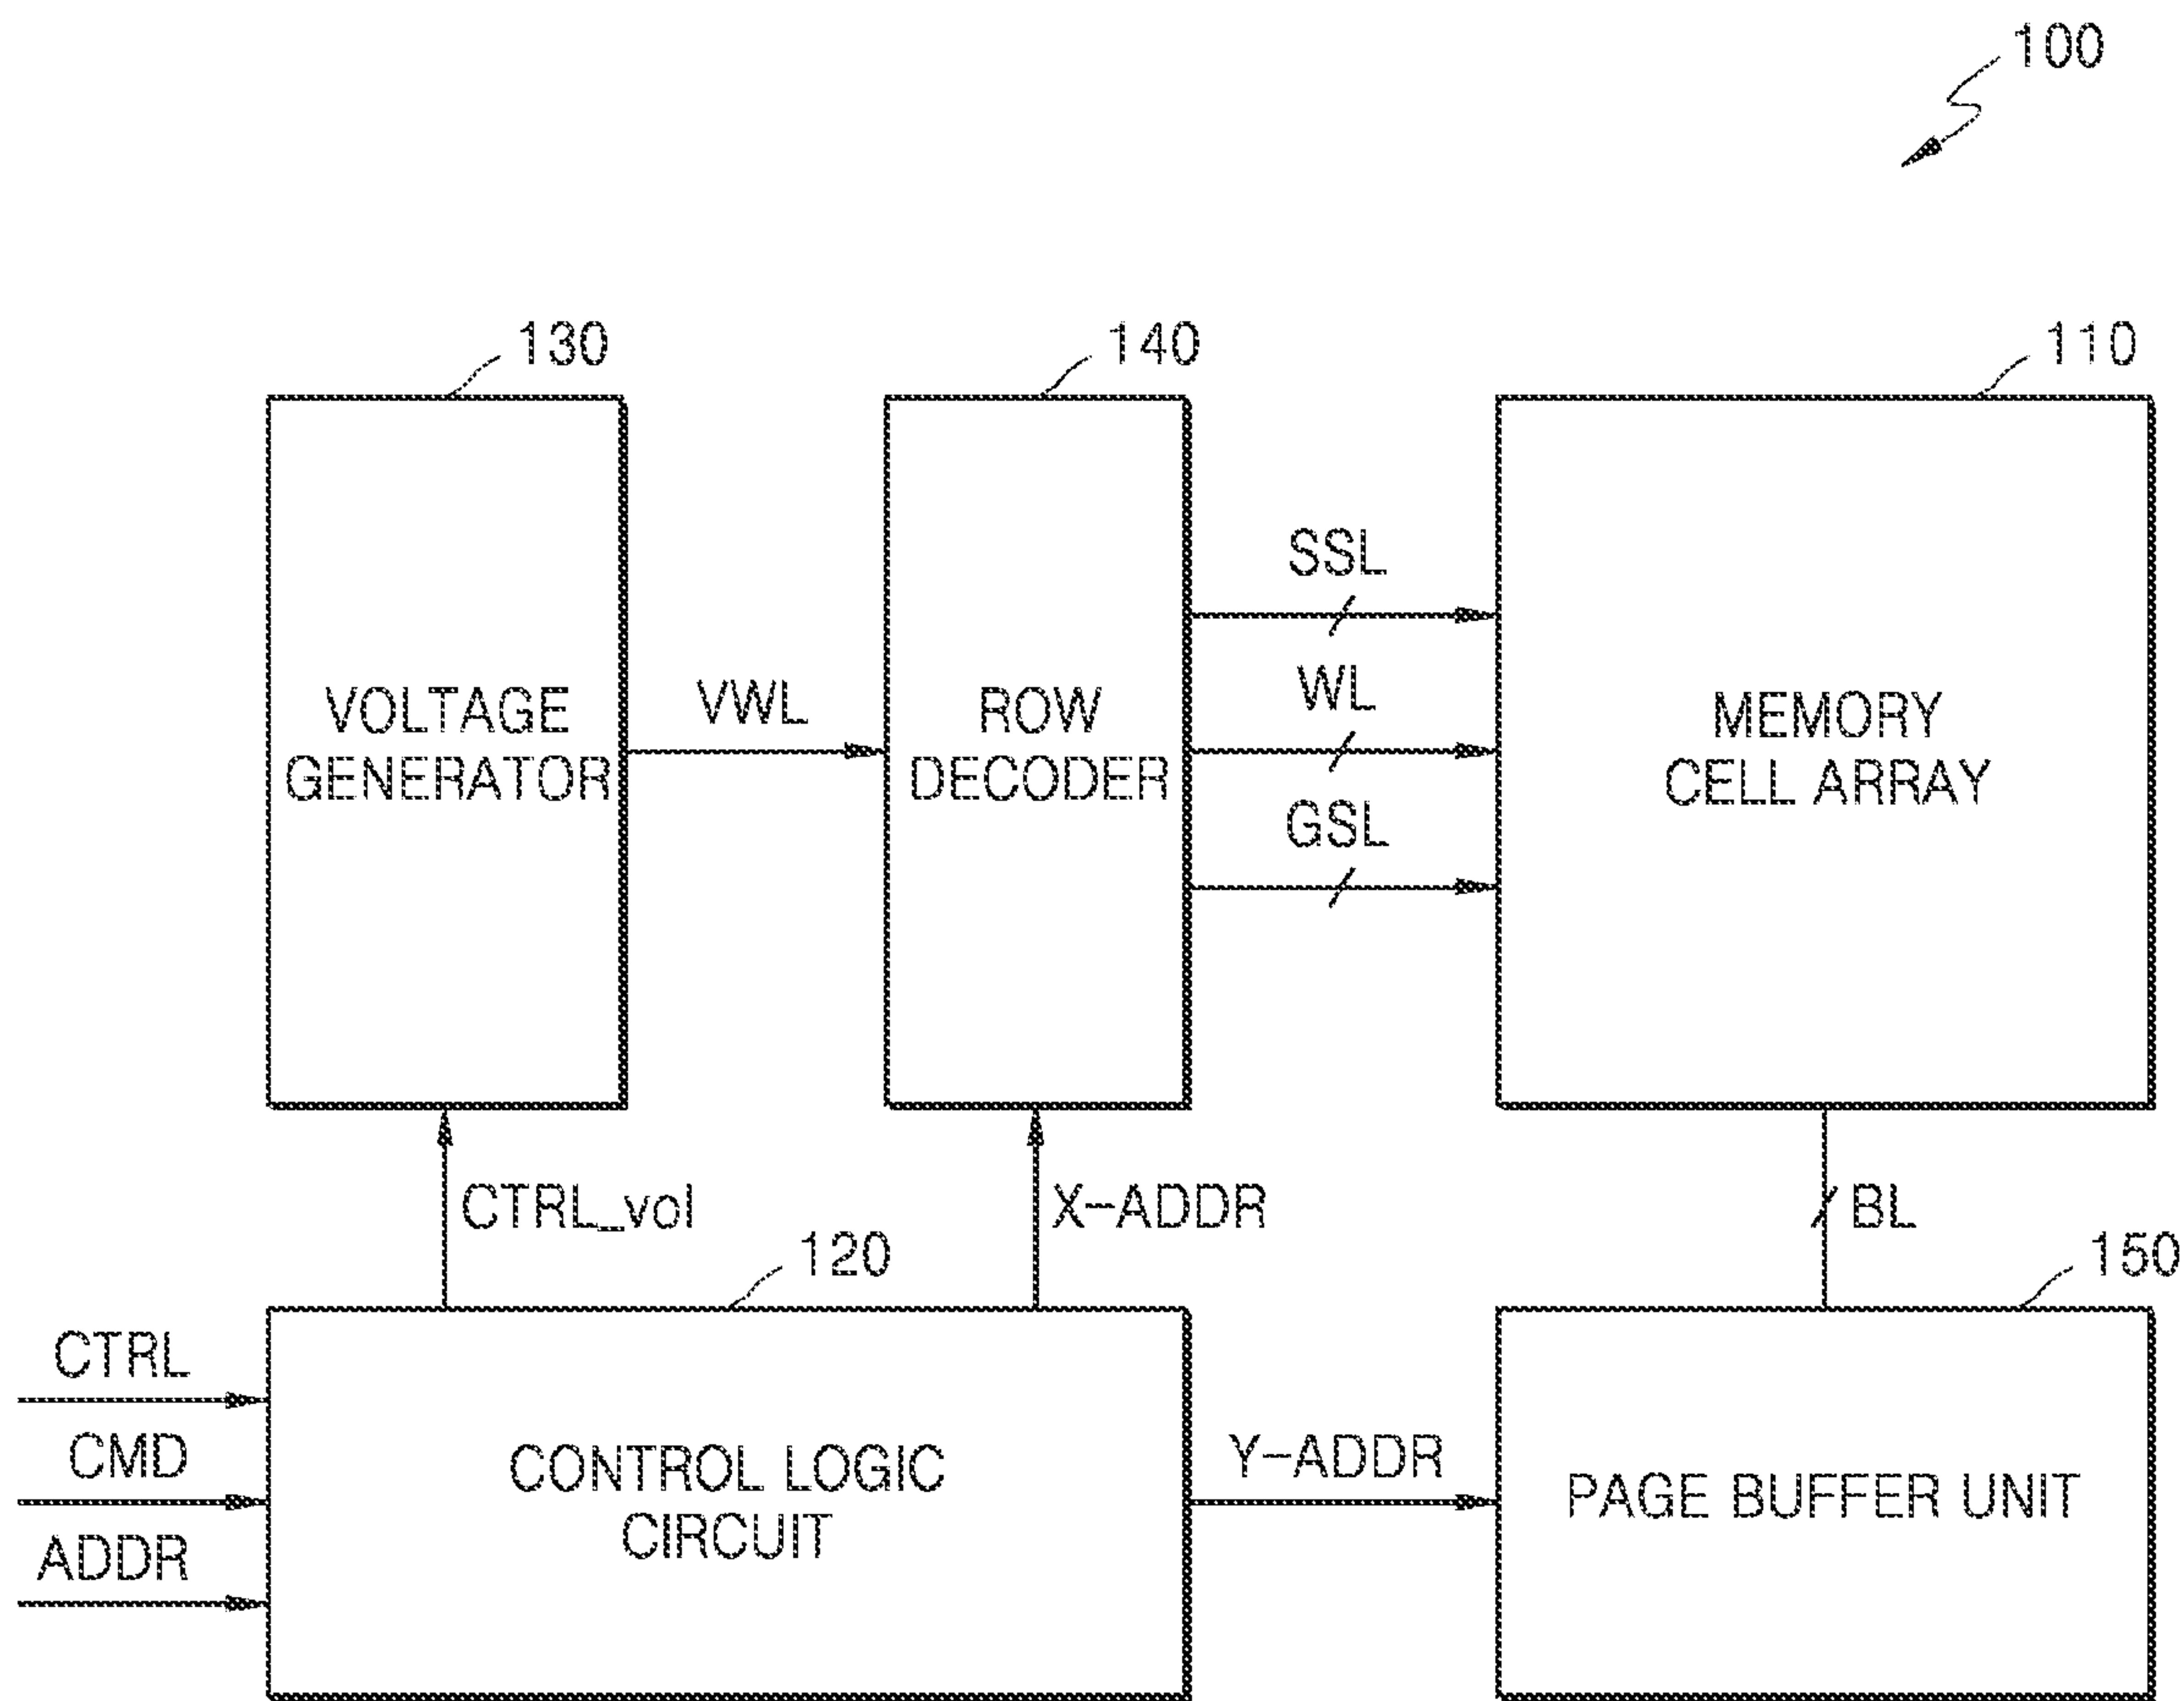 100
130
140
110
SSL
VOLTAGE
GENERATOR
VWL
ROW
DECODER
WL
MEMORY
CELL ARRAY
GSL
CTRL_vol
X-ADDR
BL
120
150
CTRL
CMD
ADDR
CONTROL LOGIC
CIRCUIT
Y-ADDR
PAGE BUFFER UNIT